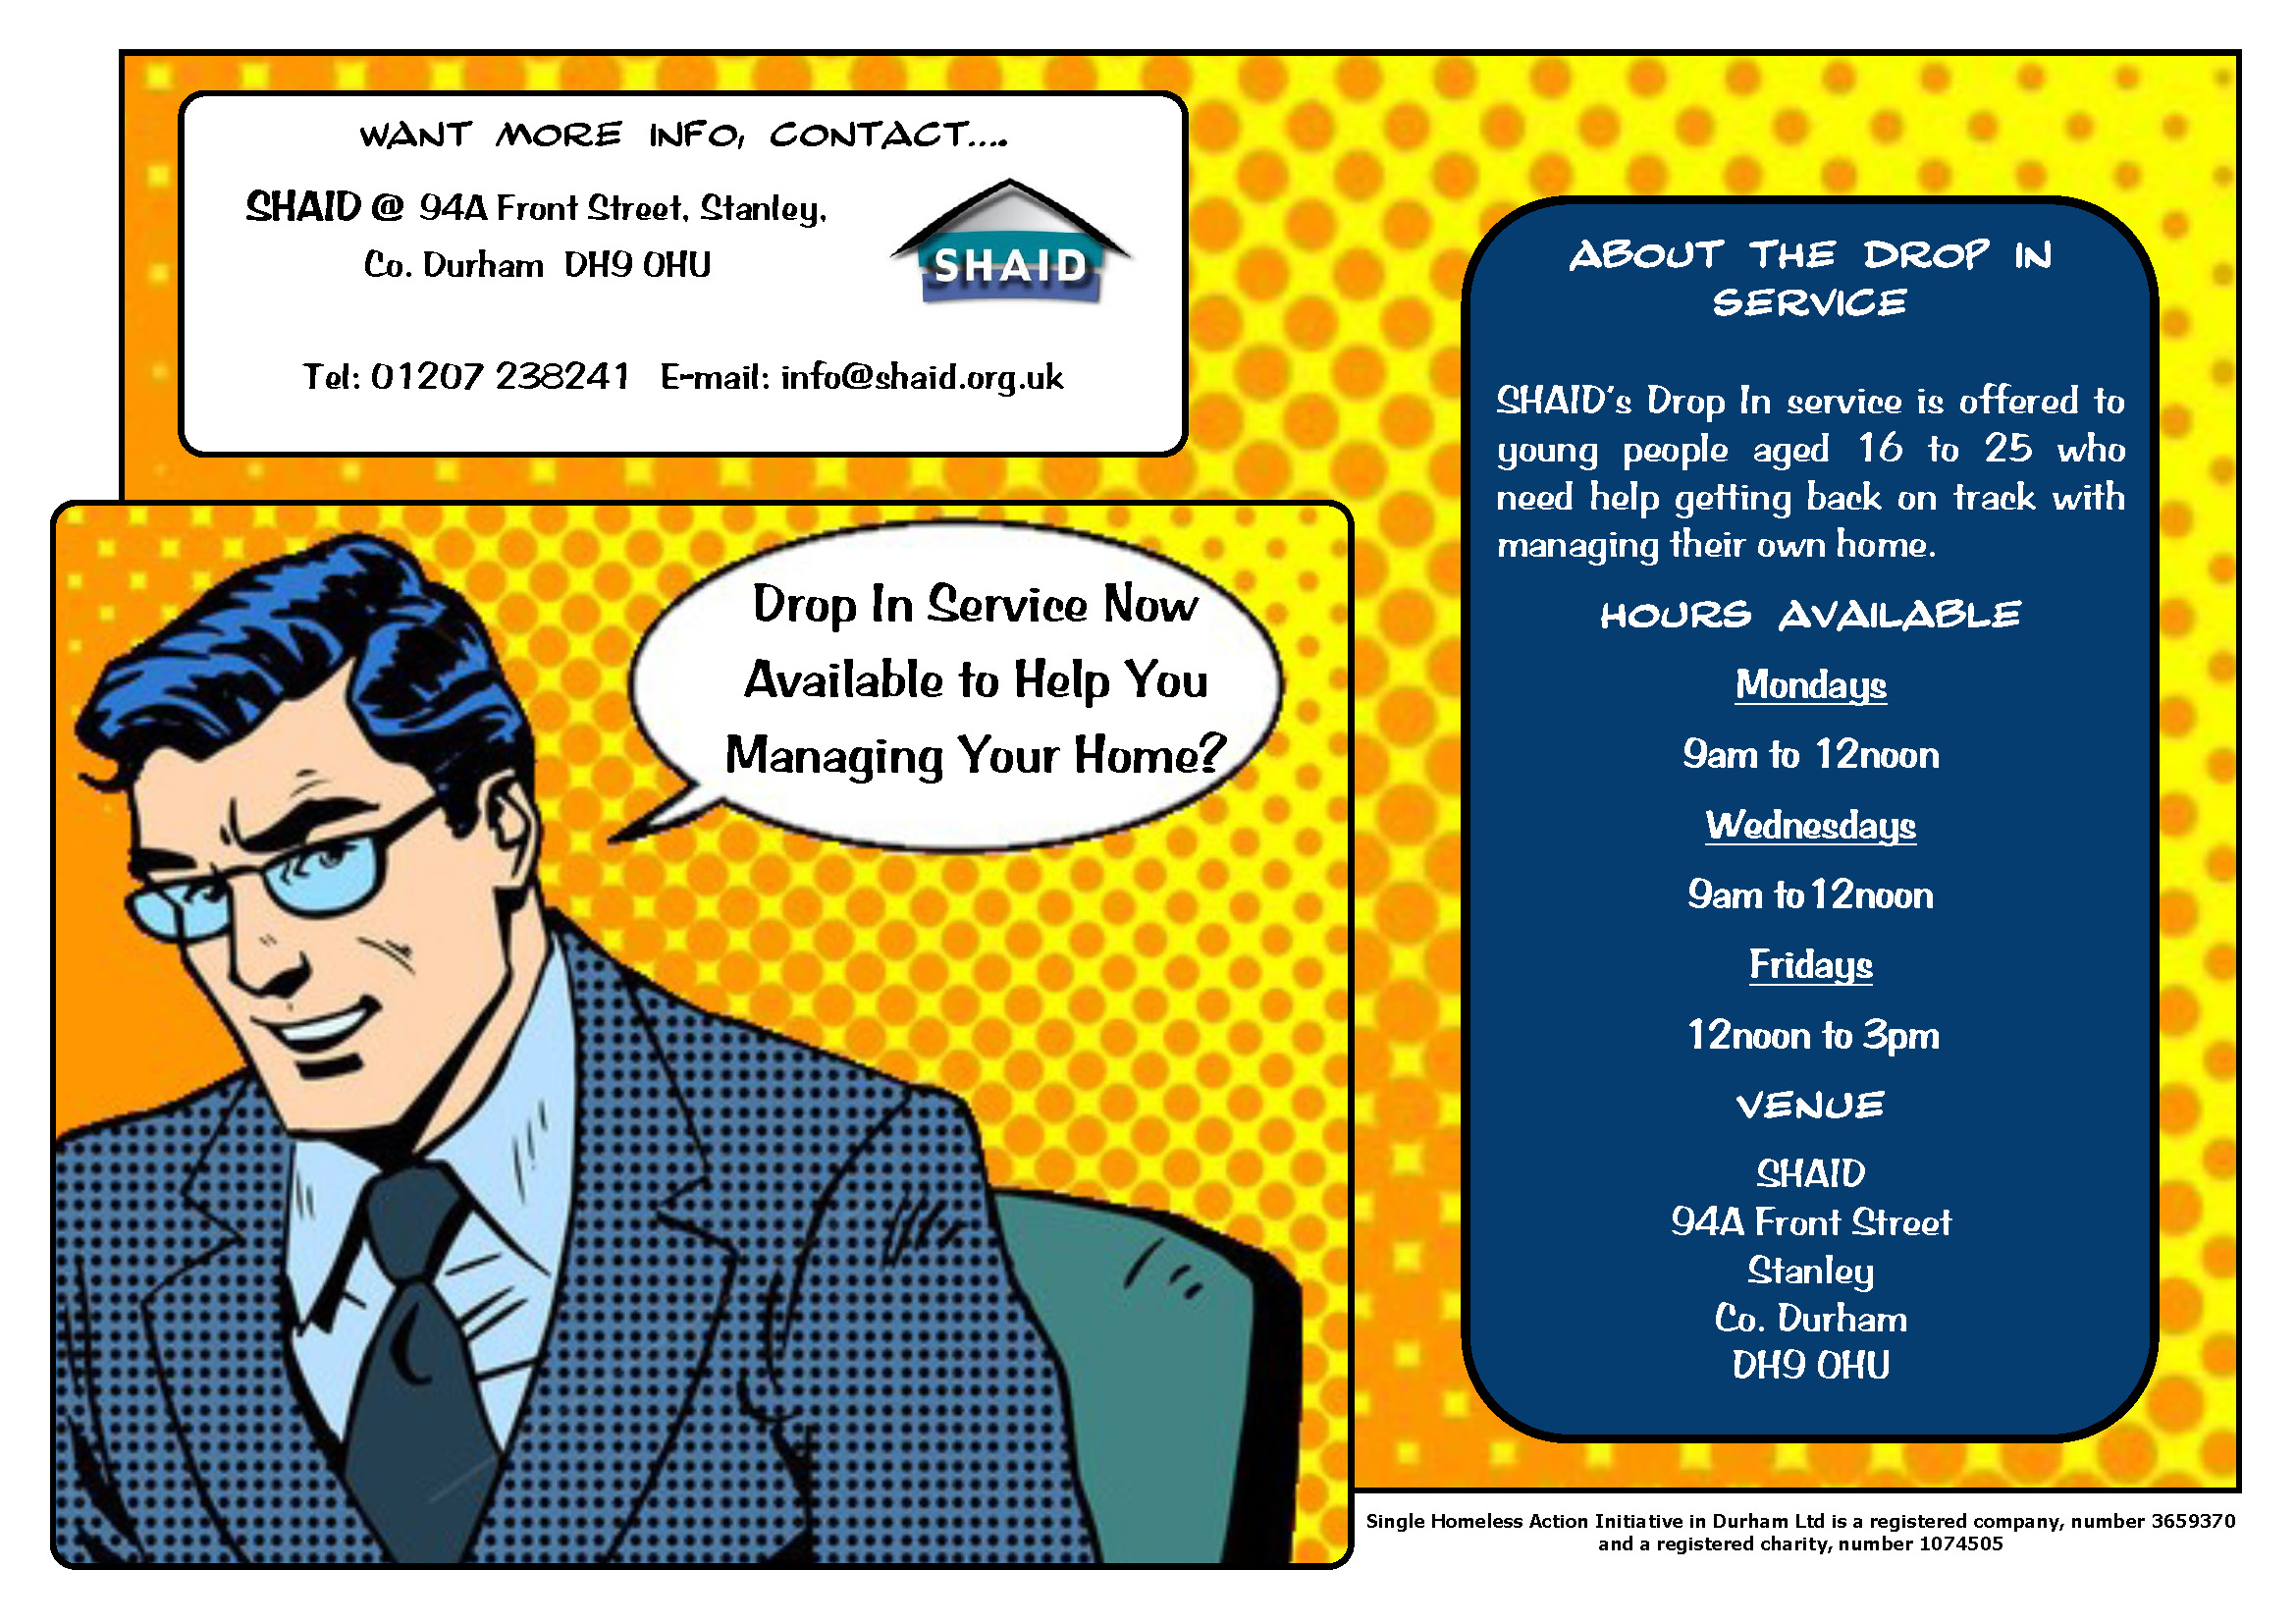 WANT MORE INFO, CONTACT....
SHAID @ 94A Front Street, Stanley,
Co. Durham DH9 0HU
SHAID
Tel: 01207 238241 E-mail: info@shaid.org.uk
Drop In Service Now
Available to Help You
Managing Your Home?
ABOUT THE DROP IN
SERVICE
SHAID's Drop In service is offered to
young people aged 16 to 25 who
need help getting back on track with
managing their own home.
HOURS AVAILABLE
Mondays
9am to 12noon
Wednesdays
9am to12noon
Fridays
12noon to 3pm
VENUE
SHAID
94A Front Street
Stanley
Co. Durham
DH9 0HU
Single Homeless Action Initiative in Durham Ltd is a registered company, number 3659370
and a registered charity, number 1074505